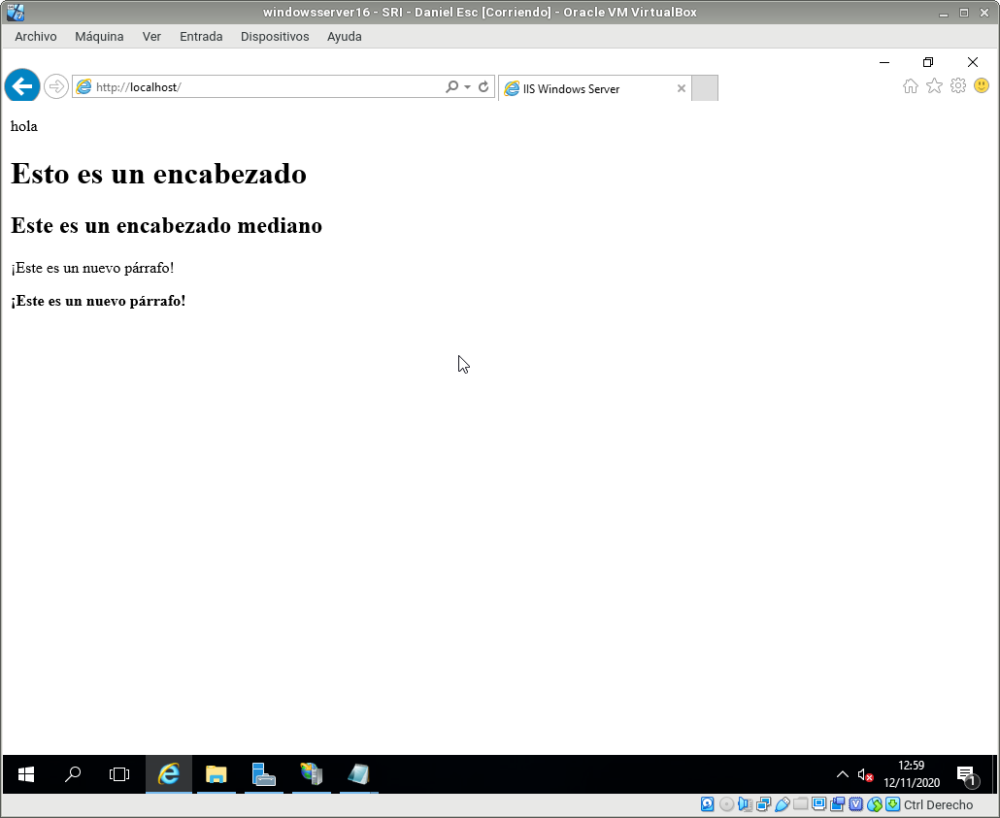 windowsserver16 - SRI - Daniel Esc [Corriendo] - Oracle VM VirtualBox
Archivo Máquina Ver Entrada Dispositivos Ayuda
http://localhost/ IIS Windows Server
hola
Esto es un encabezado
Este es un encabezado mediano
¡Este es un nuevo párrafo!
¡Este es un nuevo párrafo!
12:59
12/11/2020
1
Ctrl Derecho